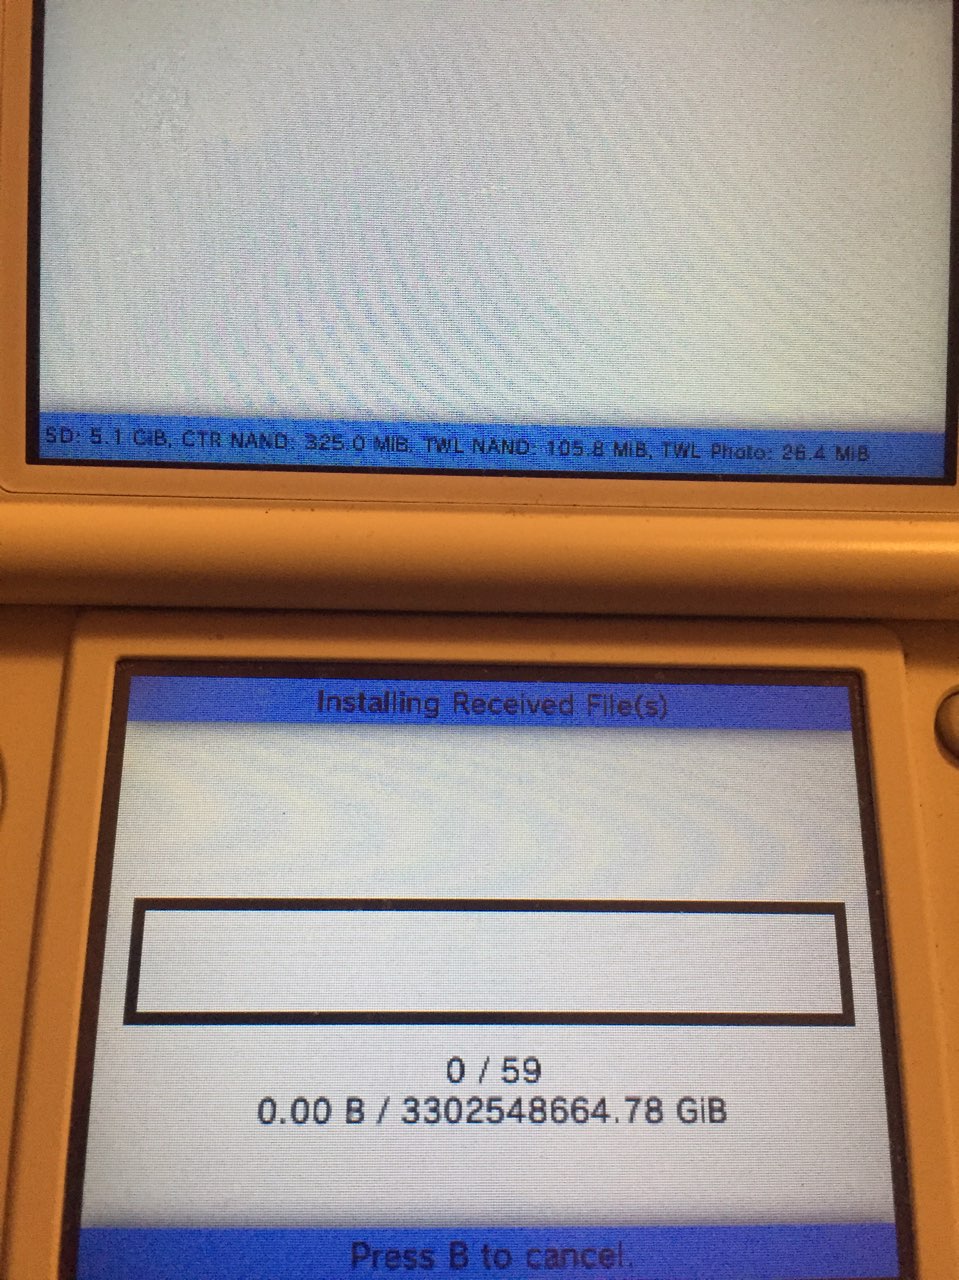 SD: 5.1 GiB, CTR NAND: 325.0 MiB, TWL NAND: 105.8 MiB, TWL Photo: 26.4 MiB
Installing Received File(s)
0 / 59
0.00 B / 3302548664.78 GiB
Press B to cancel.